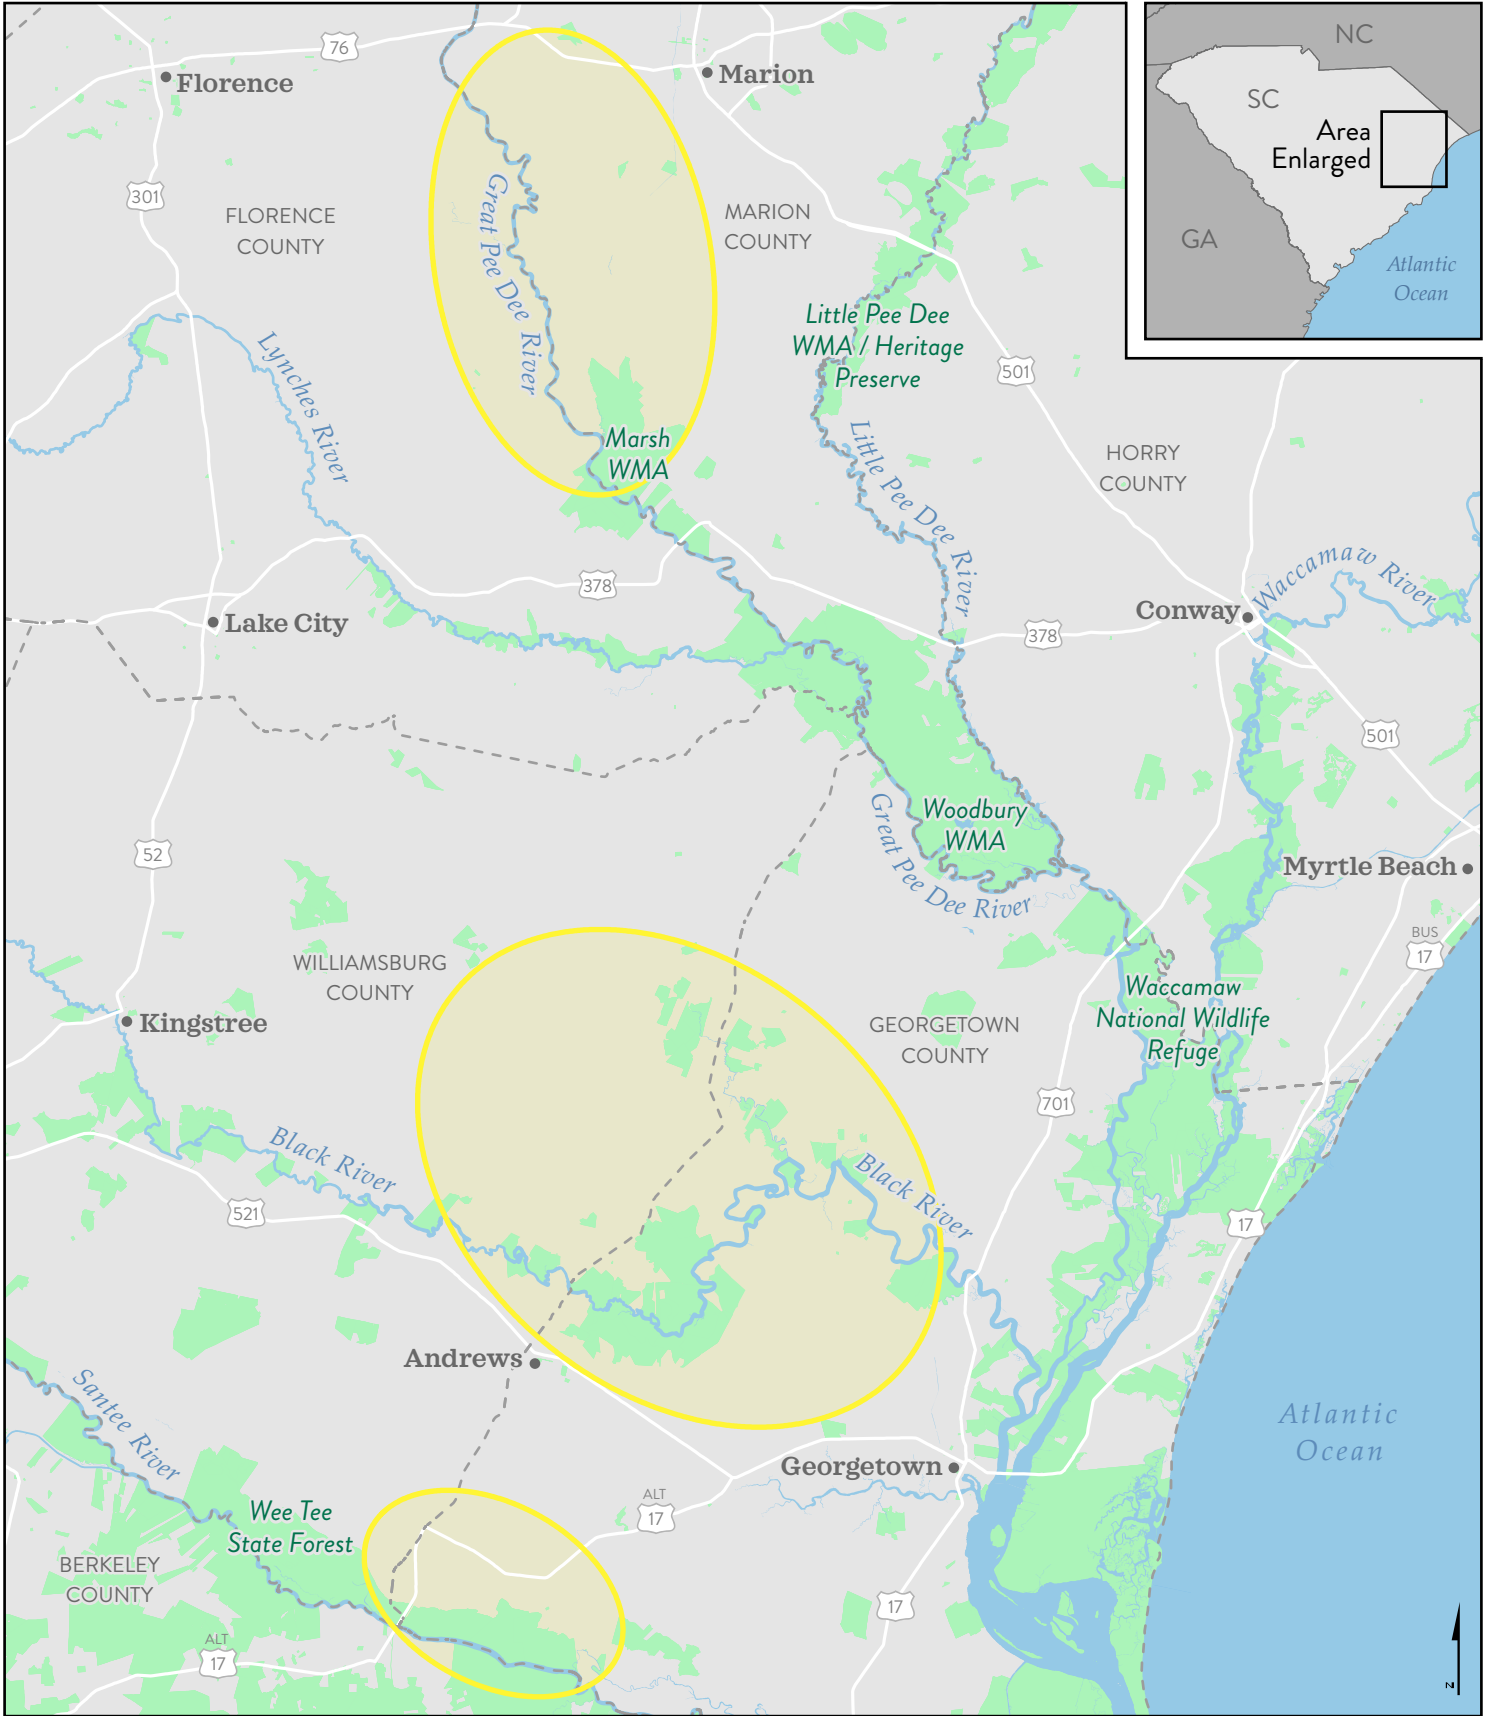 76
Florence
Marion
NC
SC
Area
Enlarged
GA
Atlantic
Ocean
301
FLORENCE
COUNTY
Great Pee Dee River
MARION
COUNTY
Little Pee Dee
WMA / Heritage
Preserve
501
Lynches River
Marsh
WMA
Little Pee Dee River
HORRY
COUNTY
378
Waccamaw River
Conway
Lake City
378
501
Woodbury
WMA
Great Pee Dee River
52
Myrtle Beach
BUS
17
WILLIAMSBURG
COUNTY
Waccamaw
National Wildlife
Refuge
Kingstree
GEORGETOWN
COUNTY
701
Black River
Black River
521
17
Andrews
Santee River
Atlantic
Ocean
Georgetown
Wee Tee
State Forest
ALT
17
BERKELEY
COUNTY
17
ALT
17
N